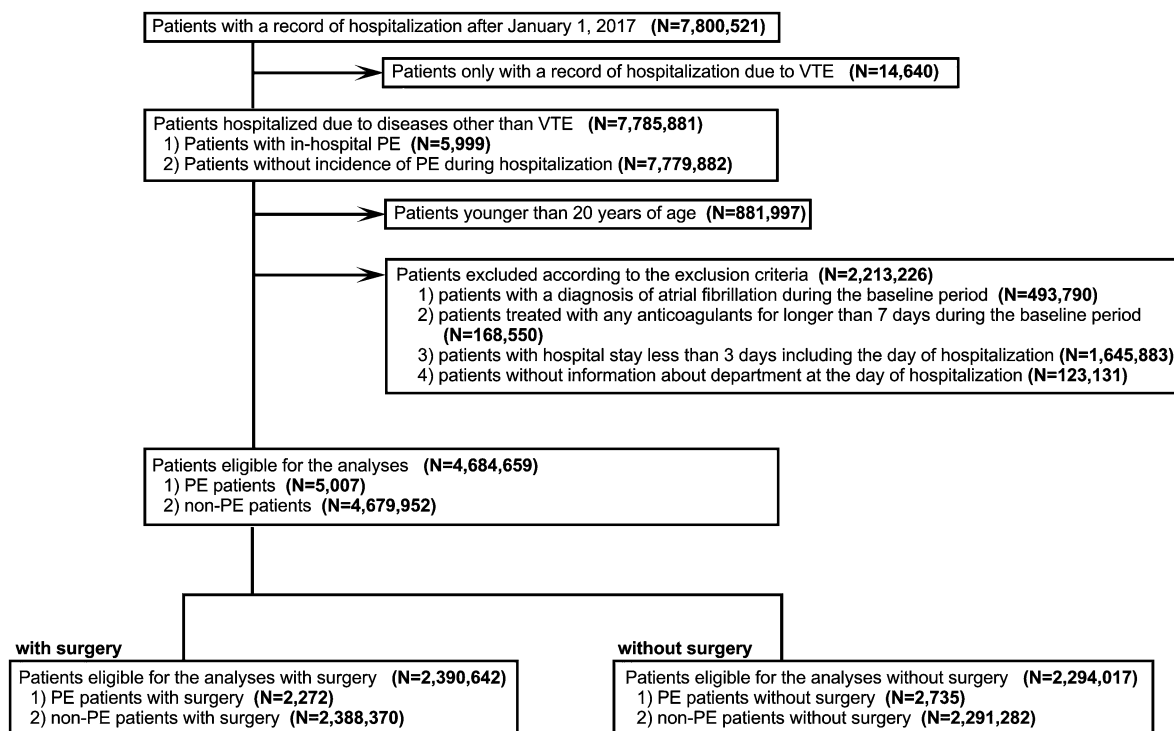 Patients with a record of hospitalization after January 1, 2017 (N=7,800,521)
Patients only with a record of hospitalization due to VTE (N=14,640)
Patients hospitalized due to diseases other than VTE (N=7,785,881)
1) Patients with in-hospital PE (N=5,999)
2) Patients without incidence of PE during hospitalization (N=7,779,882)
Patients younger than 20 years of age (N=881,997)
Patients excluded according to the exclusion criteria (N=2,213,226)
1) patients with a diagnosis of atrial fibrillation during the baseline period (N=493,790)
2) patients treated with any anticoagulants for longer than 7 days during the baseline period
(N=168,550)
3) patients with hospital stay less than 3 days including the day of hospitalization (N=1,645,883)
4) patients without information about department at the day of hospitalization (N=123,131)
Patients eligible for the analyses (N=4,684,659)
1) PE patients (N=5,007)
2) non-PE patients (N=4,679,952)
with surgery
Patients eligible for the analyses with surgery (N=2,390,642)
1) PE patients with surgery (N=2,272)
2) non-PE patients with surgery (N=2,388,370)
without surgery
Patients eligible for the analyses without surgery (N=2,294,017)
1) PE patients without surgery (N=2,735)
2) non-PE patients without surgery (N=2,291,282)